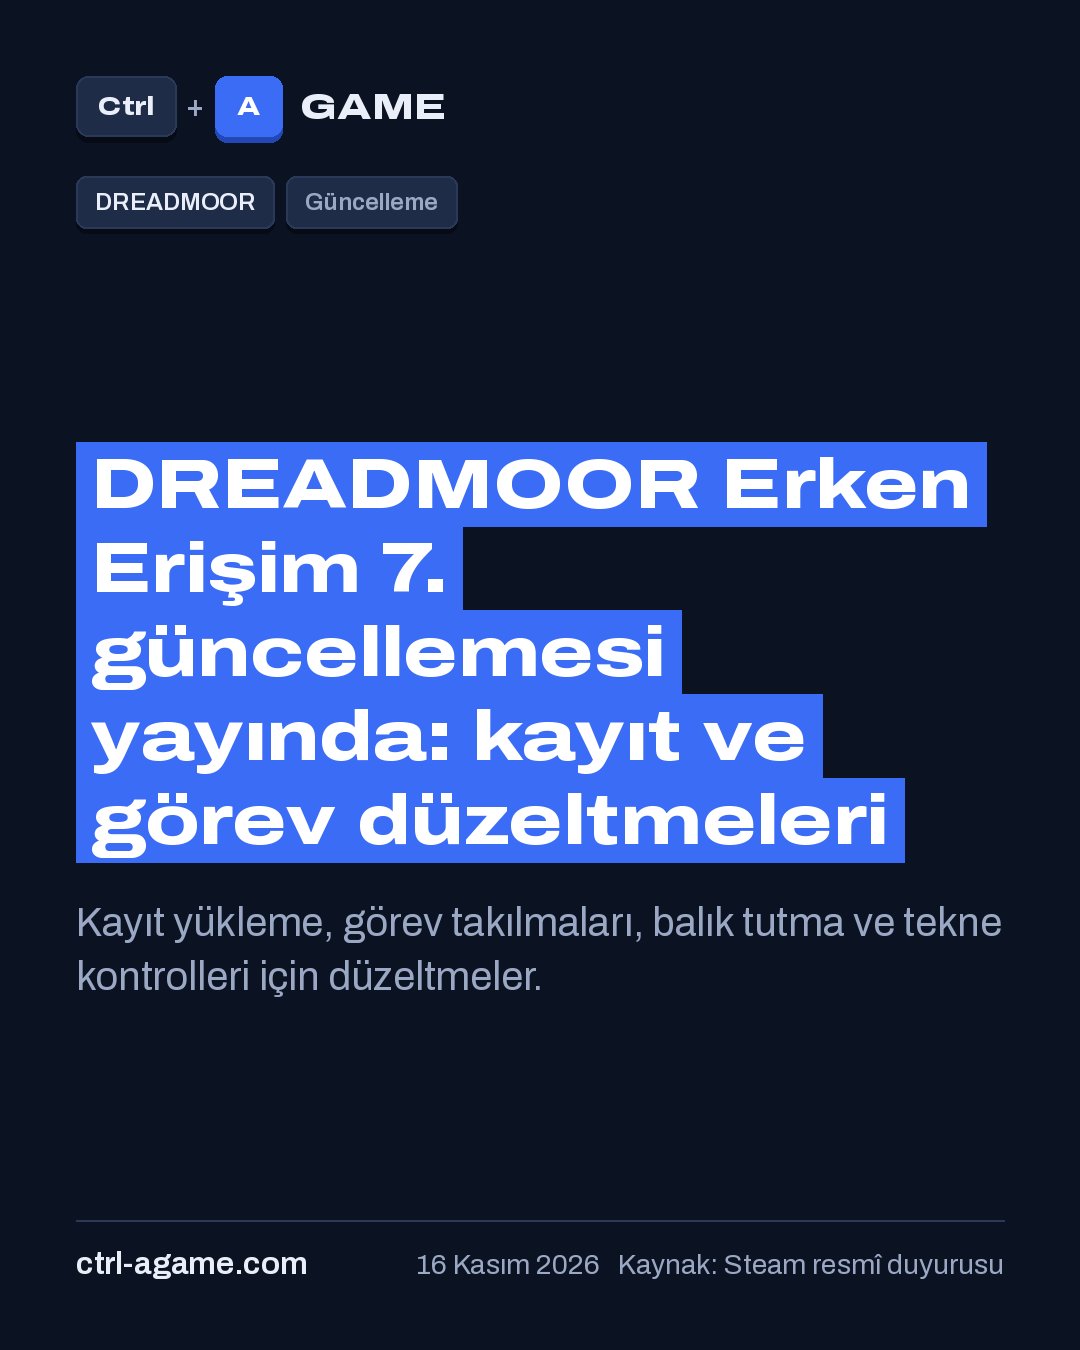 Ctrl + A GAME
DREADMOOR Güncelleme
DREADMOOR Erken
Erişim 7.
güncellemesi
yayında: kayıt ve
görev düzeltmeleri
Kayıt yükleme, görev takılmaları, balık tutma ve tekne
kontrolleri için düzeltmeler.
ctrl-agame.com 16 Kasım 2026 Kaynak: Steam resmî duyurusu